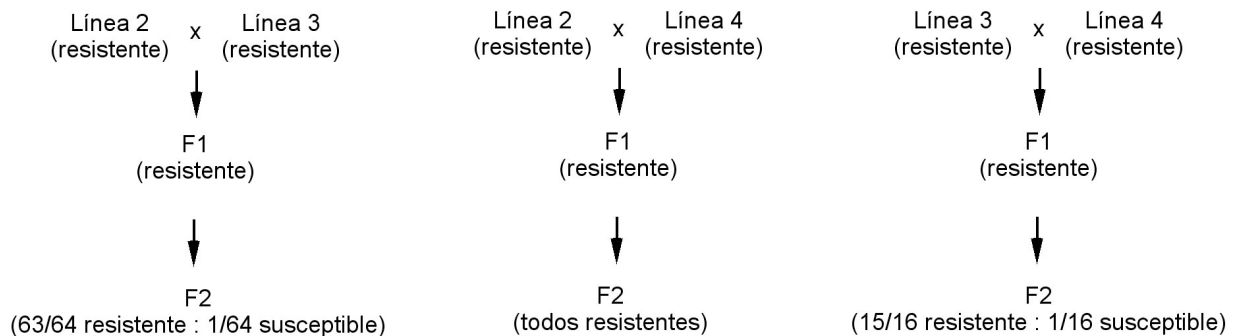 Línea 2 x Línea 3
(resistente) (resistente)
F1
(resistente)
F2
(63/64 resistente : 1/64 susceptible)
Línea 2 x Línea 4
(resistente) (resistente)
F1
(resistente)
F2
(todos resistentes)
Línea 3 x Línea 4
(resistente) (resistente)
F1
(resistente)
F2
(15/16 resistente : 1/16 susceptible)